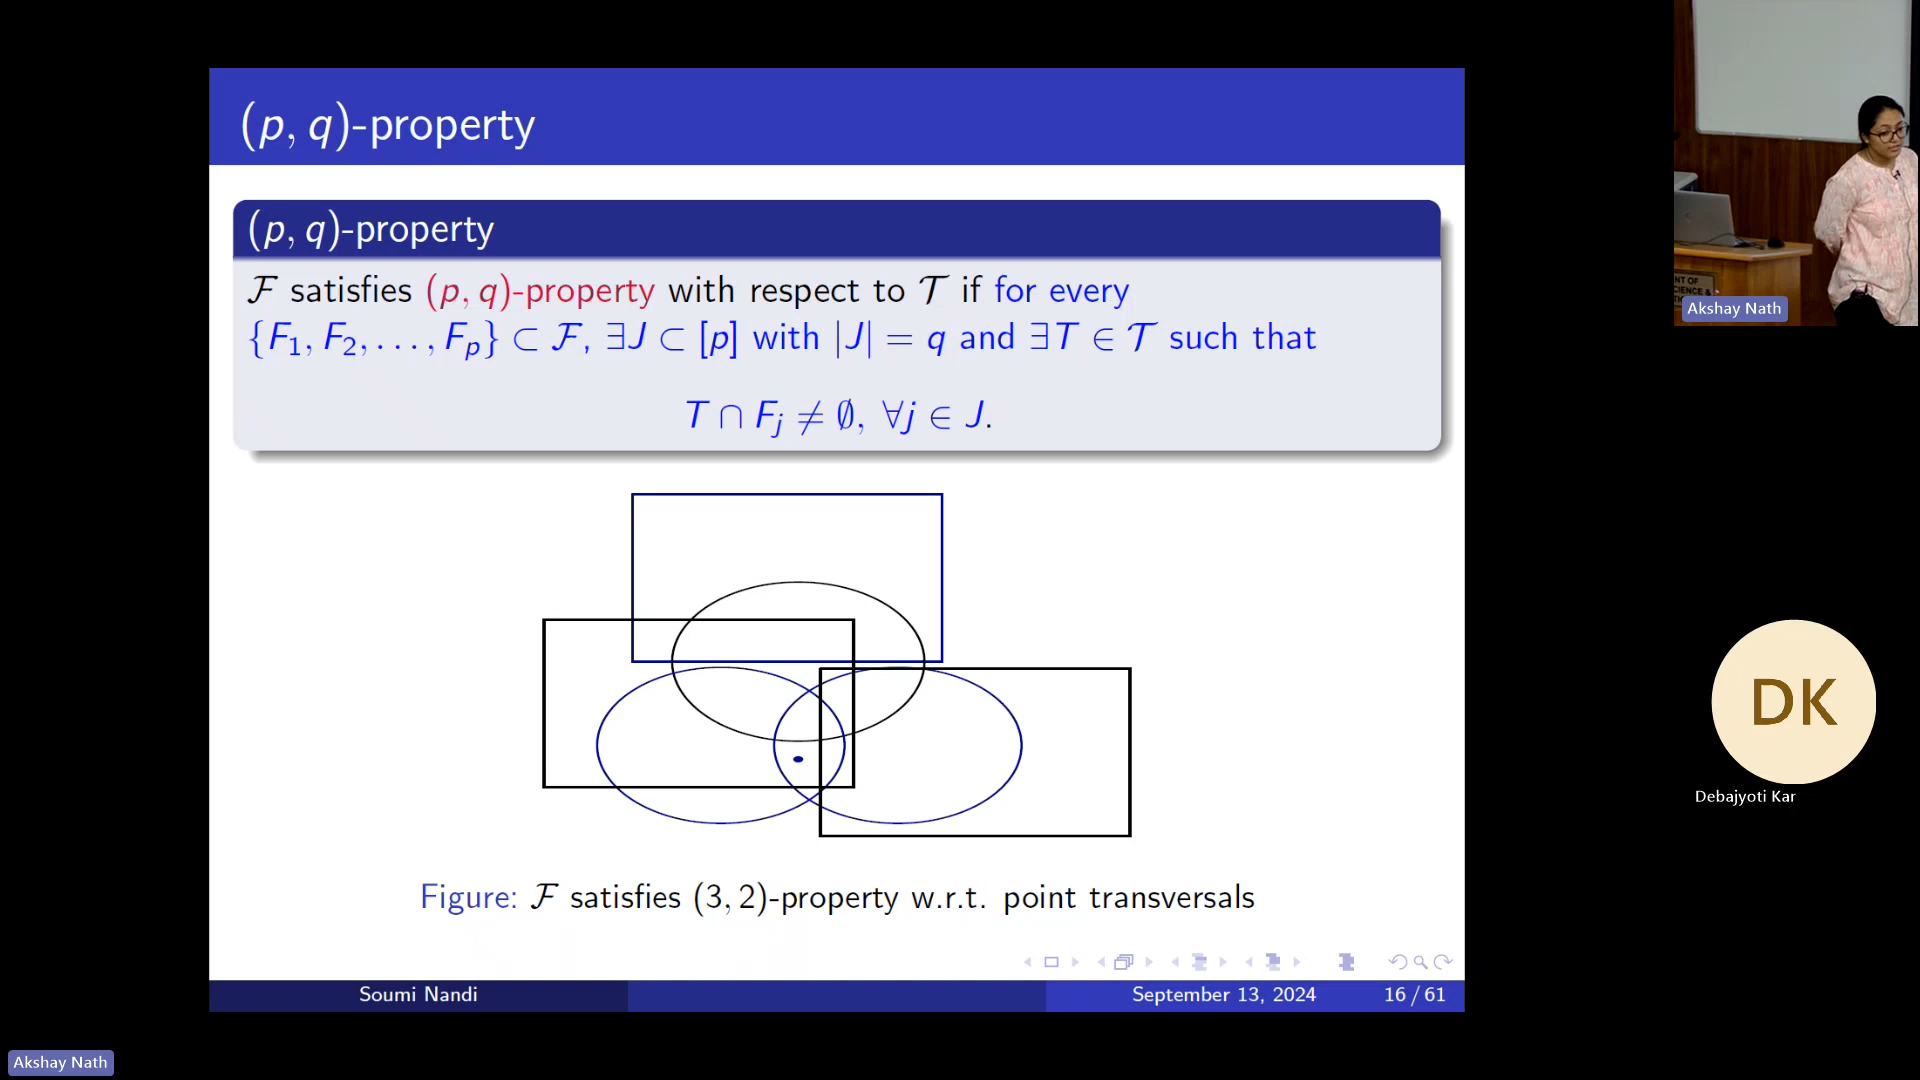 (p, q)-property
(p, q)-property
ℱ satisfies (p, q)-property with respect to 𝒯 if for every
{F₁, F₂, . . . , Fₚ} ⊂ ℱ, ∃J ⊂ [p] with |J| = q and ∃T ∈ 𝒯 such that
T ∩ Fⱼ ≠ ∅, ∀j ∈ J.
Figure: ℱ satisfies (3, 2)-property w.r.t. point transversals
Soumi Nandi
September 13, 2024
16 / 61
Akshay Nath
DK
Debajyoti Kar
Akshay Nath